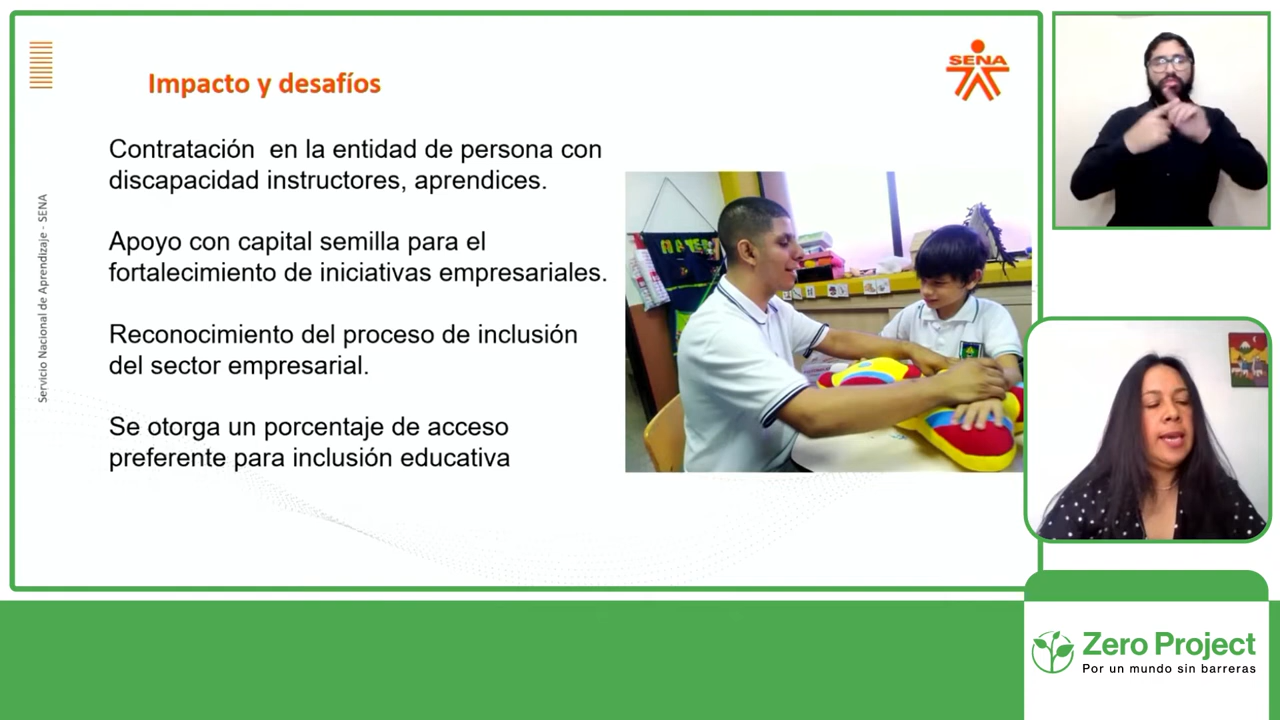 Impacto y desafíos
SENA
Servicio Nacional de Aprendizaje - SENA
Contratación en la entidad de persona con
discapacidad instructores, aprendices.
Apoyo con capital semilla para el
fortalecimiento de iniciativas empresariales.
Reconocimiento del proceso de inclusión
del sector empresarial.
Se otorga un porcentaje de acceso
preferente para inclusión educativa
Zero Project
Por un mundo sin barreras